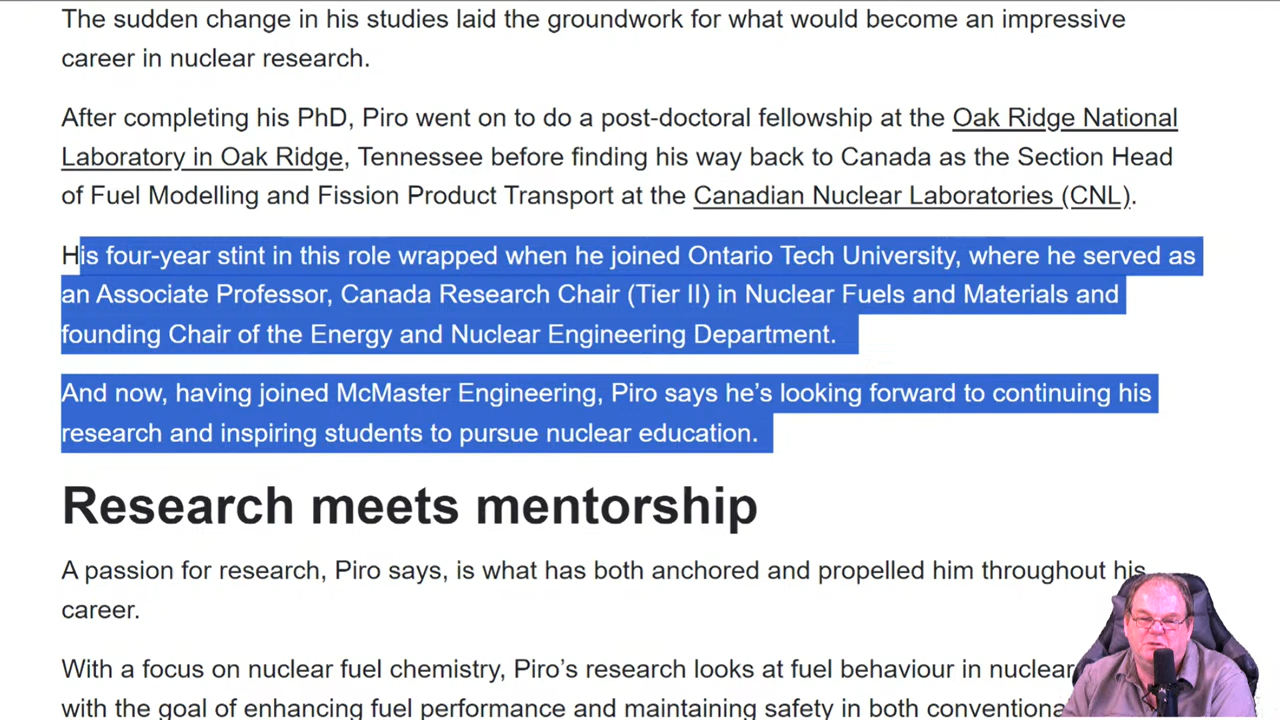 The sudden change in his studies laid the groundwork for what would become an impressive
career in nuclear research.
After completing his PhD, Piro went on to do a post-doctoral fellowship at the Oak Ridge National
Laboratory in Oak Ridge, Tennessee before finding his way back to Canada as the Section Head
of Fuel Modelling and Fission Product Transport at the Canadian Nuclear Laboratories (CNL).
His four-year stint in this role wrapped when he joined Ontario Tech University, where he served as
an Associate Professor, Canada Research Chair (Tier II) in Nuclear Fuels and Materials and
founding Chair of the Energy and Nuclear Engineering Department.
And now, having joined McMaster Engineering, Piro says he’s looking forward to continuing his
research and inspiring students to pursue nuclear education.
Research meets mentorship
A passion for research, Piro says, is what has both anchored and propelled him throughout his
career.
With a focus on nuclear fuel chemistry, Piro’s research looks at fuel behaviour in nuclear
with the goal of enhancing fuel performance and maintaining safety in both